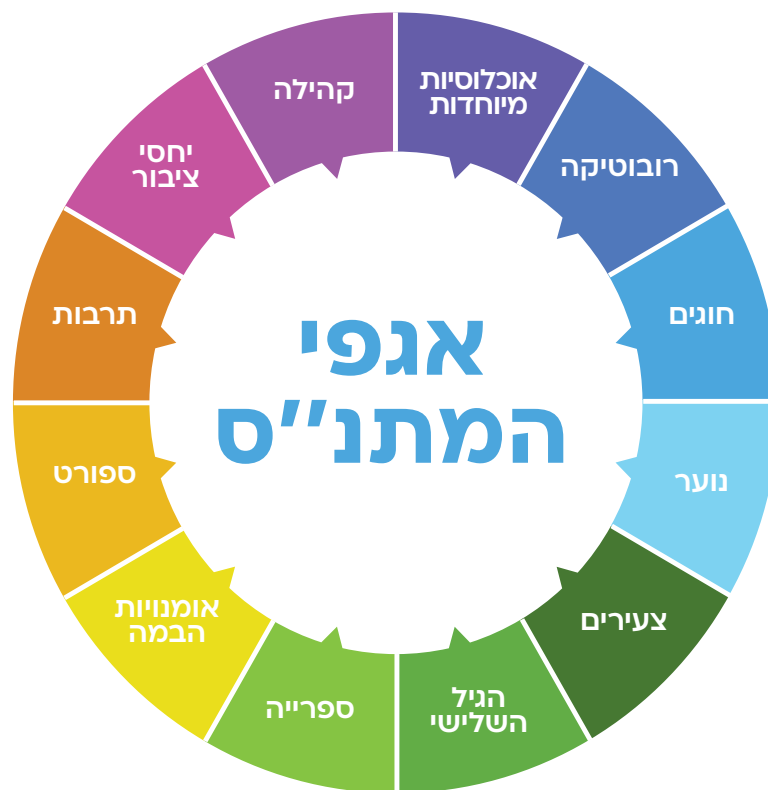 אגפי
המתנ"ס
אוכלוסיות
מיוחדות
רובוטיקה
חוגים
נוער
צעירים
הגיל
השלישי
ספרייה
אומנויות
הבמה
ספורט
תרבות
יחסי
ציבור
קהילה